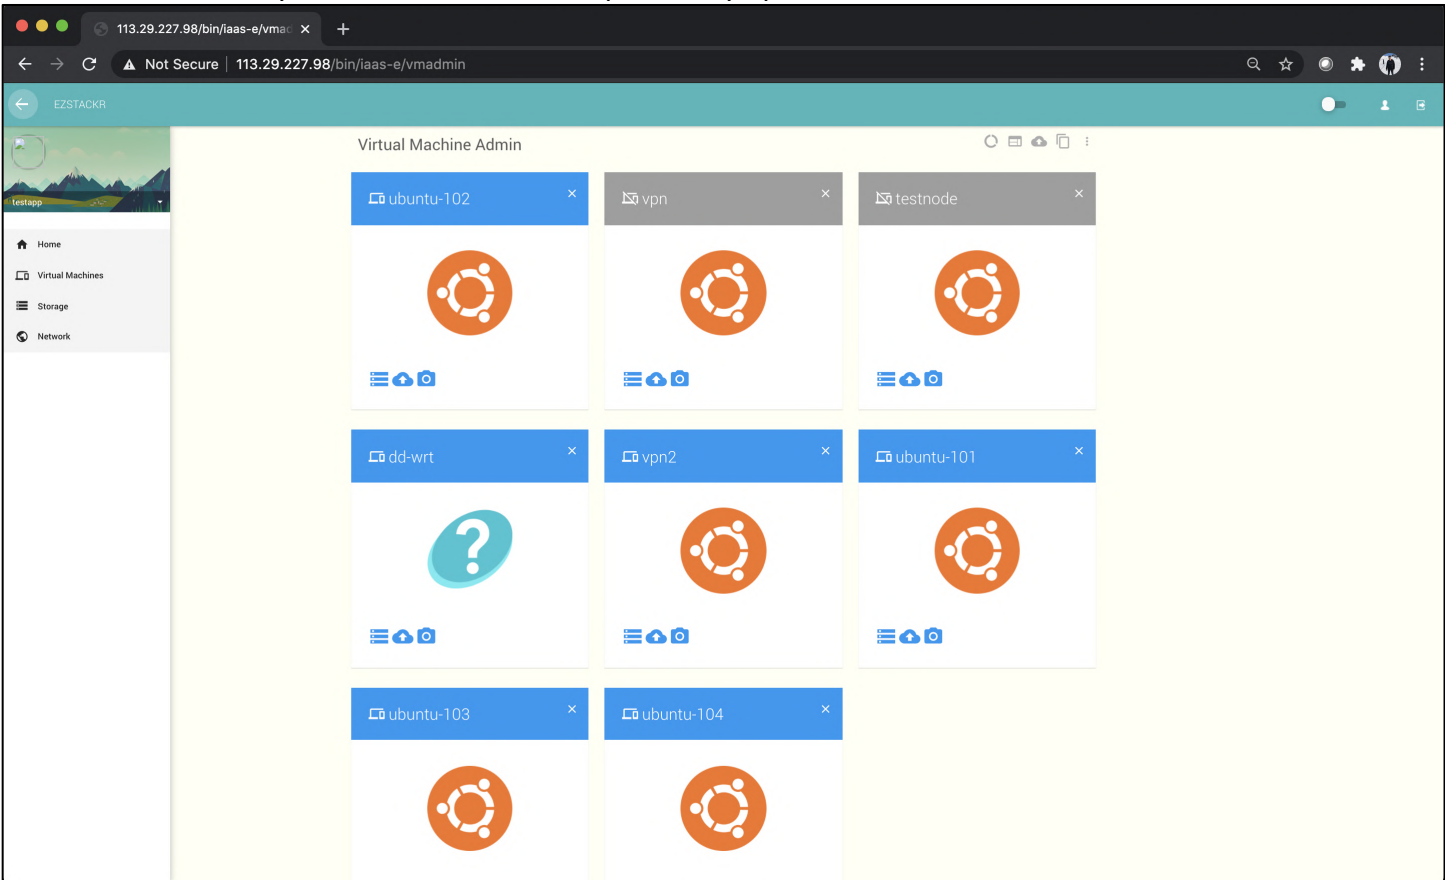 113.29.227.98/bin/iaas-e/vmad
Not Secure | 113.29.227.98/bin/iaas-e/vmadmin
EZSTACKR
testapp
Home
Virtual Machines
Storage
Network
Virtual Machine Admin
ubuntu-102
vpn
testnode
dd-wrt
vpn2
ubuntu-101
ubuntu-103
ubuntu-104